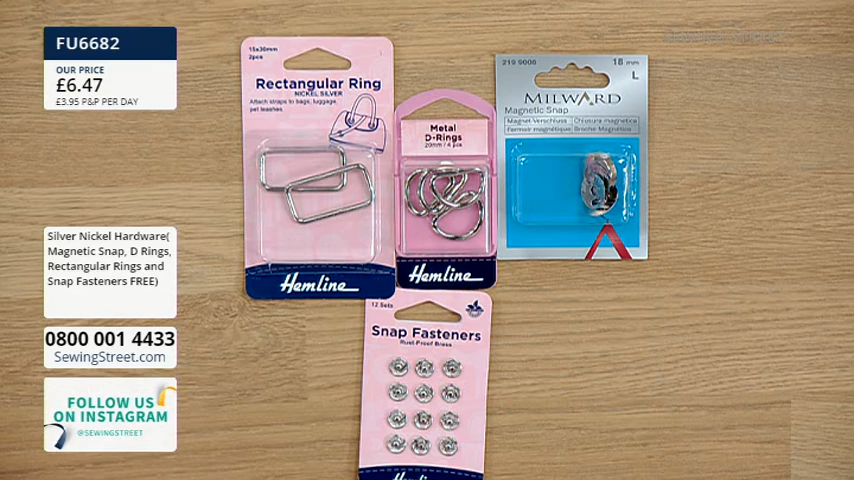 FU6682
OUR PRICE
£6.47
£3.95 P&P PER DAY
Silver Nickel Hardware(
Magnetic Snap, D Rings,
Rectangular Rings and
Snap Fasteners FREE)
0800 001 4433
SewingStreet.com
FOLLOW US
ON INSTAGRAM
@SEWINGSTREET
15x30mm
2pcs
Rectangular Ring
NICKEL SILVER
Attach straps to bags, luggage,
pet leashes.
Hemline
Metal
D-Rings
20mm / 4 pcs
Hemline
219 9006
18 mm
L
MILWARD
Magnetic Snap
Magnet-Verschluss
Chiusura magnetica
Fermoir magnétique
Broche Magnética
12 Sets
Snap Fasteners
Rust-Proof Brass
Hemline